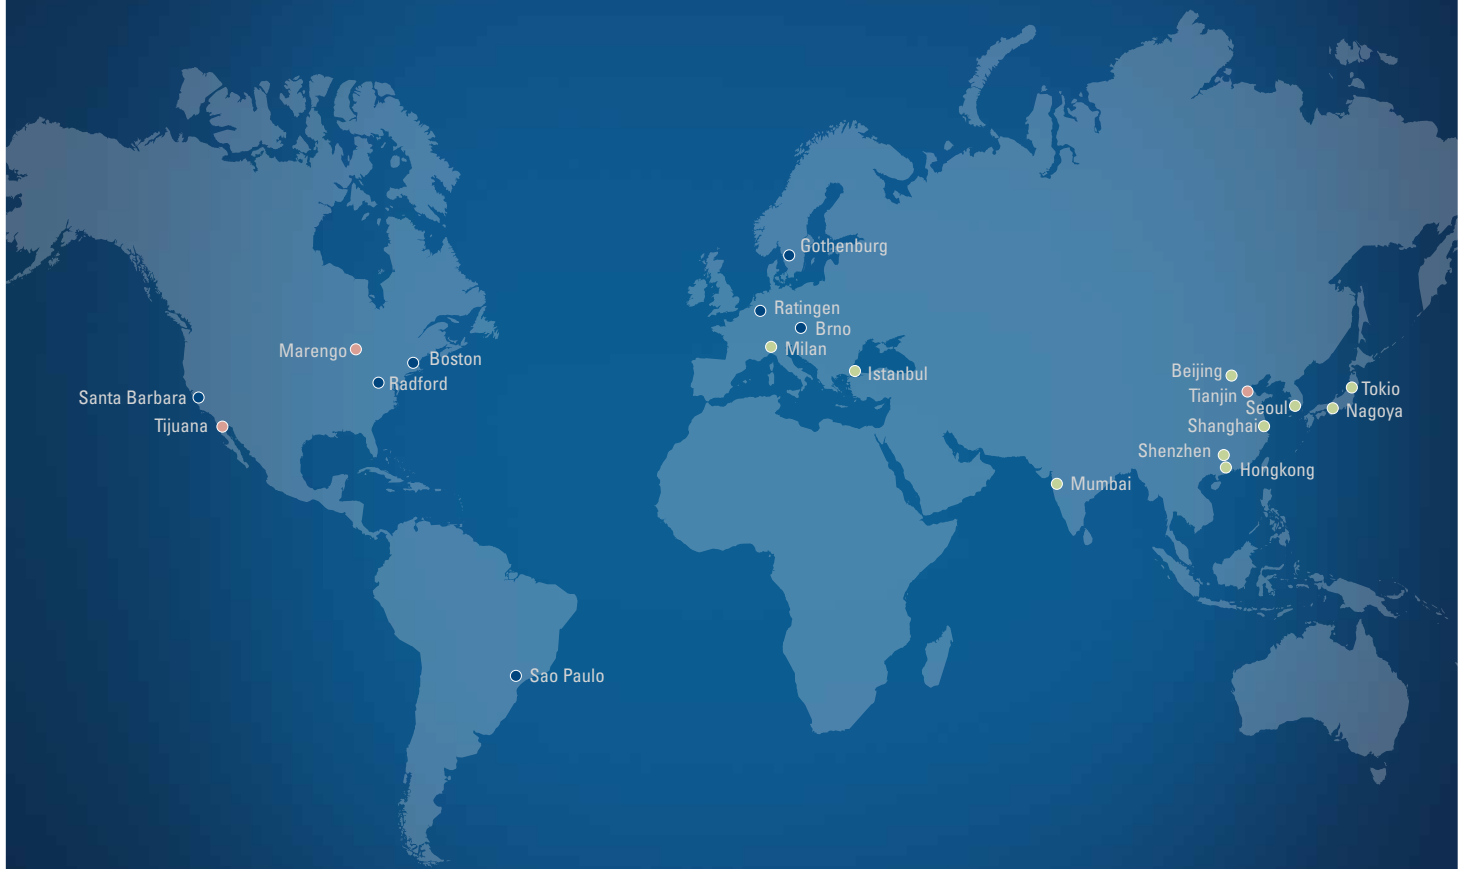 Gothenburg
Ratingen
Brno
Milan
Istanbul
Marengo
Boston
Radford
Santa Barbara
Tijuana
Beijing
Tianjin
Seoul
Tokio
Nagoya
Shanghai
Shenzhen
Hongkong
Mumbai
Sao Paulo